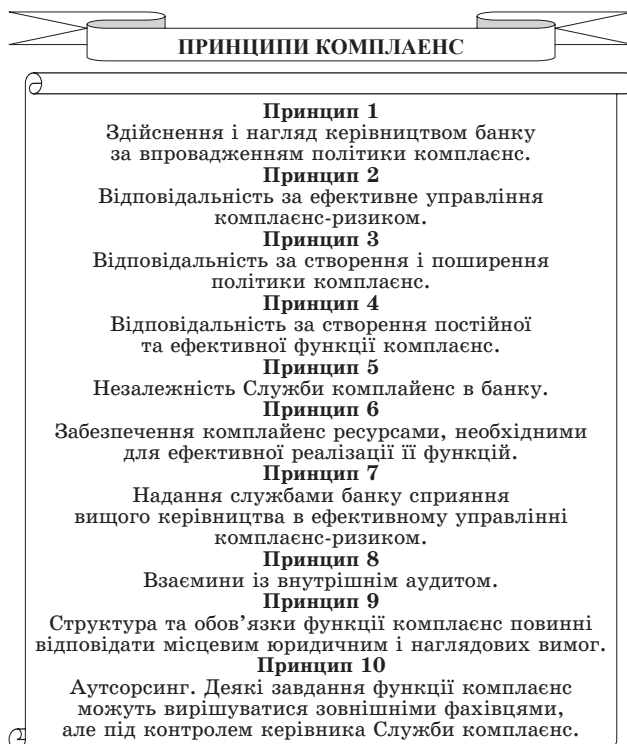 ПРИНЦИПИ КОМПЛАЕНС
Принцип 1
Здійснення і нагляд керівництвом банку
за впровадженням політики комплаєнс.
Принцип 2
Відповідальність за ефективне управління
комплаєнс-ризиком.
Принцип 3
Відповідальність за створення і поширення
політики комплаєнс.
Принцип 4
Відповідальність за створення постійної
та ефективної функції комплаєнс.
Принцип 5
Незалежність Служби комплайенс в банку.
Принцип 6
Забезпечення комплайенс ресурсами, необхідними
для ефективної реалізації її функцій.
Принцип 7
Надання службами банку сприяння
вищого керівництва в ефективному управлінні
комплаєнс-ризиком.
Принцип 8
Взаємини із внутрішнім аудитом.
Принцип 9
Структура та обов’язки функції комплаєнс повинні
відповідати місцевим юридичним і наглядових вимог.
Принцип 10
Аутсорсинг. Деякі завдання функції комплаєнс
можуть вирішуватися зовнішніми фахівцями,
але під контролем керівника Служби комплаєнс.